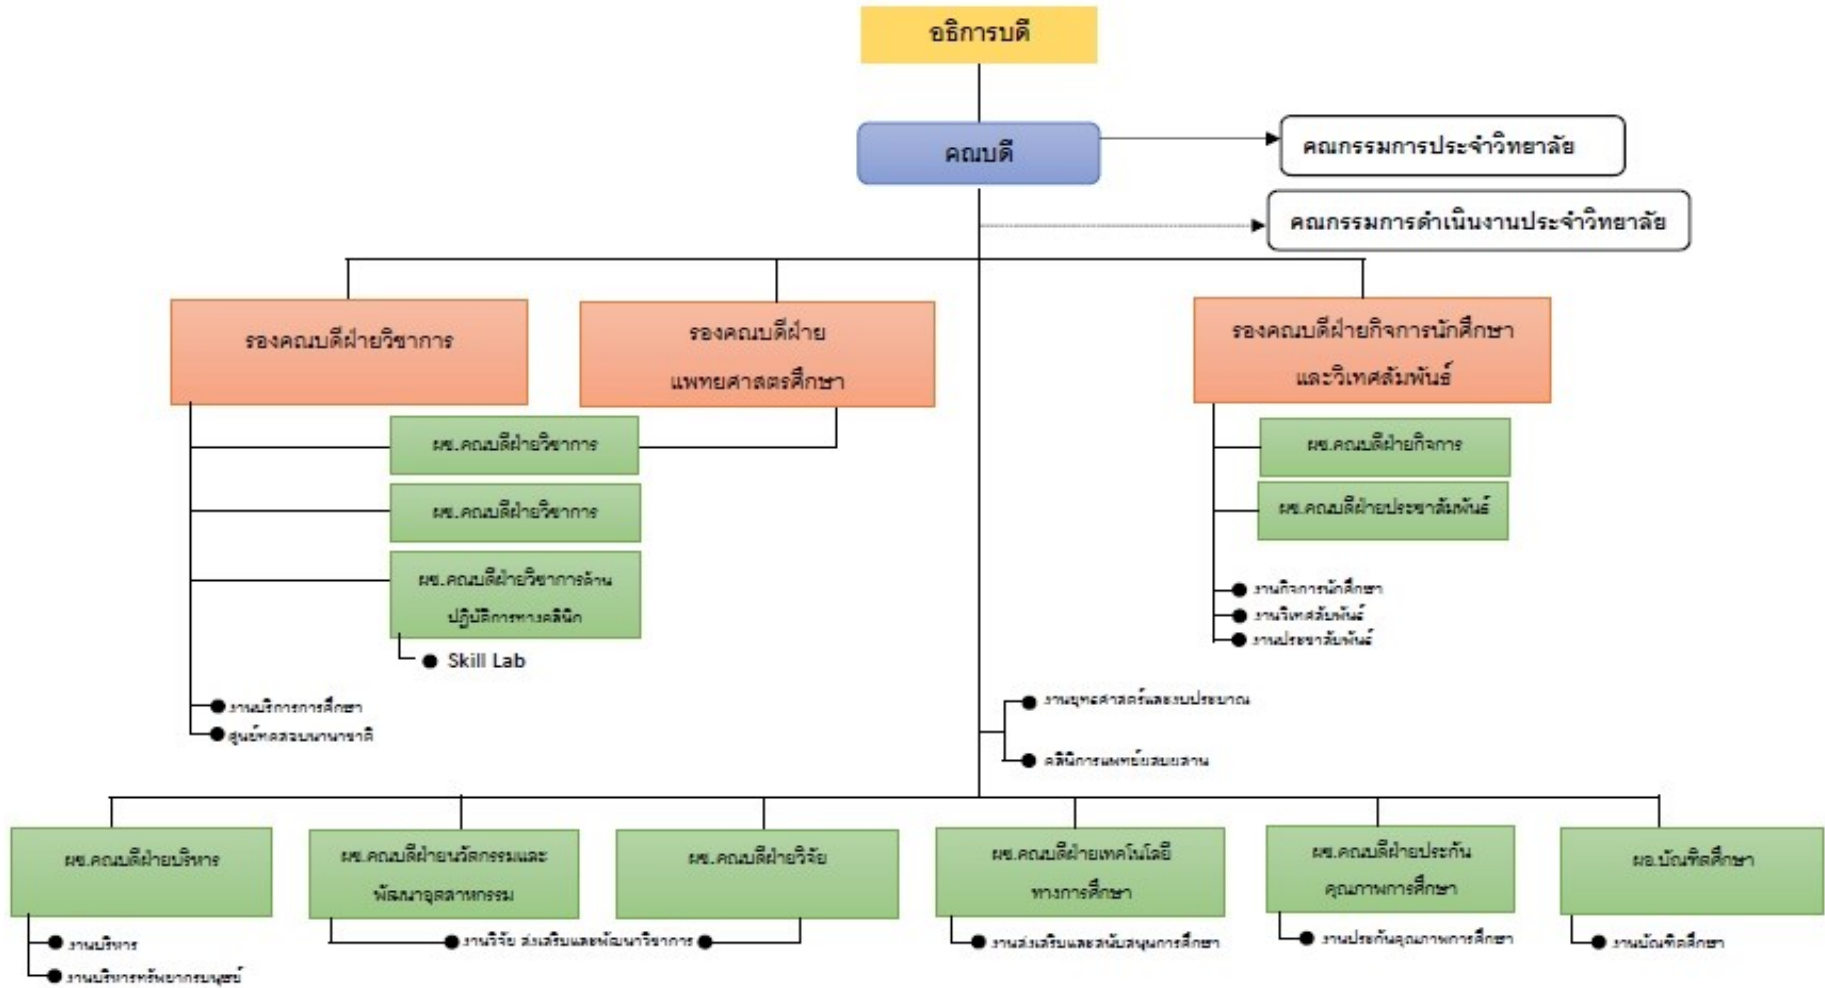 อธิการบดี
คณบดี
คณกรรมการประจำวิทยาลัย
คณกรรมการดำเนินงานประจำวิทยาลัย
รองคณบดีฝ่ายวิชาการ
รองคณบดีฝ่าย
แพทยศาสตรศึกษา
รองคณบดีฝ่ายกิจการนักศึกษา
และวิเทศสัมพันธ์
ผช.คณบดีฝ่ายวิชาการ
ผช.คณบดีฝ่ายวิชาการ
ผช.คณบดีฝ่ายวิชาการด้าน
ปฏิบัติการทางคลินิก
Skill Lab
งานบริการการศึกษา
ศูนย์ทดสอบนานาชาติ
ผช.คณบดีฝ่ายกิจการ
ผช.คณบดีฝ่ายประชาสัมพันธ์
งานกิจการนักศึกษา
งานวิเทศสัมพันธ์
งานประชาสัมพันธ์
งานยุทธศาสตร์และงบประมาณ
คลินิการแพทย์ผสมผสาน
ผช.คณบดีฝ่ายบริหาร
งานบริหาร
งานบริหารทรัพยากรมนุษย์
ผช.คณบดีฝ่ายนวัตกรรมและ
พัฒนาอุตสาหกรรม
ผช.คณบดีฝ่ายวิจัย
งานวิจัย ส่งเสริมและพัฒนาวิชาการ
ผช.คณบดีฝ่ายเทคโนโลยี
ทางการศึกษา
งานส่งเสริมและสนับสนุนการศึกษา
ผช.คณบดีฝ่ายประกัน
คุณภาพการศึกษา
งานประกันคุณภาพการศึกษา
ผอ.บัณฑิตศึกษา
งานบัณฑิตศึกษา